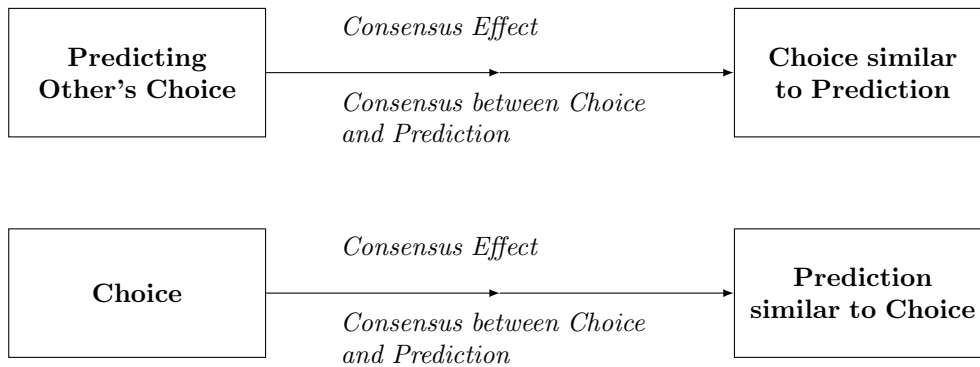 Predicting
Other's Choice
Consensus Effect
Consensus between Choice
and Prediction
Choice similar
to Prediction
Choice
Consensus Effect
Consensus between Choice
and Prediction
Prediction
similar to Choice